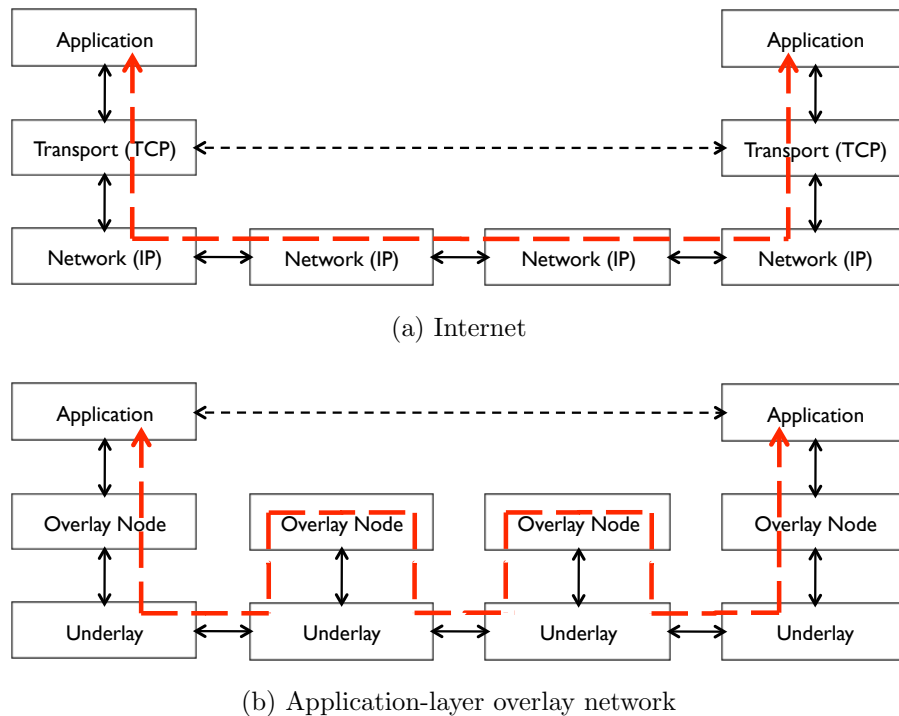 Application Application
Transport (TCP) Transport (TCP)
Network (IP) Network (IP) Network (IP) Network (IP)
(a) Internet
Application Application
Overlay Node Overlay Node Overlay Node Overlay Node
Underlay Underlay Underlay Underlay
(b) Application-layer overlay network